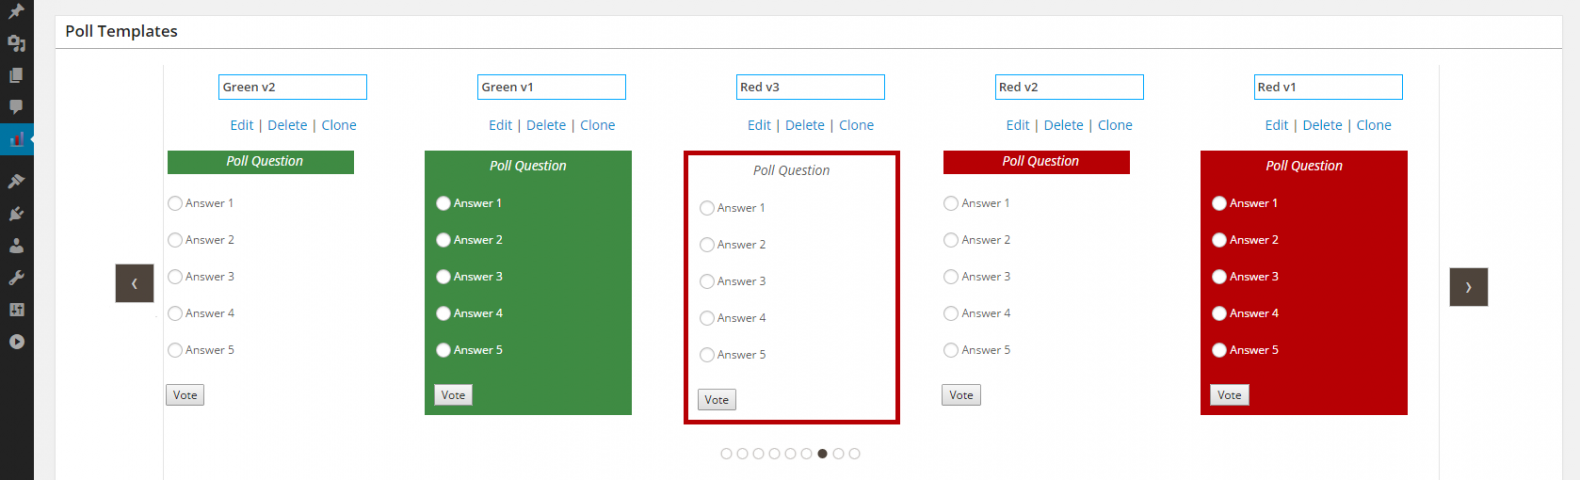 Poll Templates
Green v2
Green v1
Red v3
Red v2
Red v1
Edit | Delete | Clone
Edit | Delete | Clone
Edit | Delete | Clone
Edit | Delete | Clone
Edit | Delete | Clone
Poll Question
Answer 1
Answer 2
Answer 3
Answer 4
Answer 5
Vote
Poll Question
Answer 1
Answer 2
Answer 3
Answer 4
Answer 5
Vote
Poll Question
Answer 1
Answer 2
Answer 3
Answer 4
Answer 5
Vote
Poll Question
Answer 1
Answer 2
Answer 3
Answer 4
Answer 5
Vote
Poll Question
Answer 1
Answer 2
Answer 3
Answer 4
Answer 5
Vote